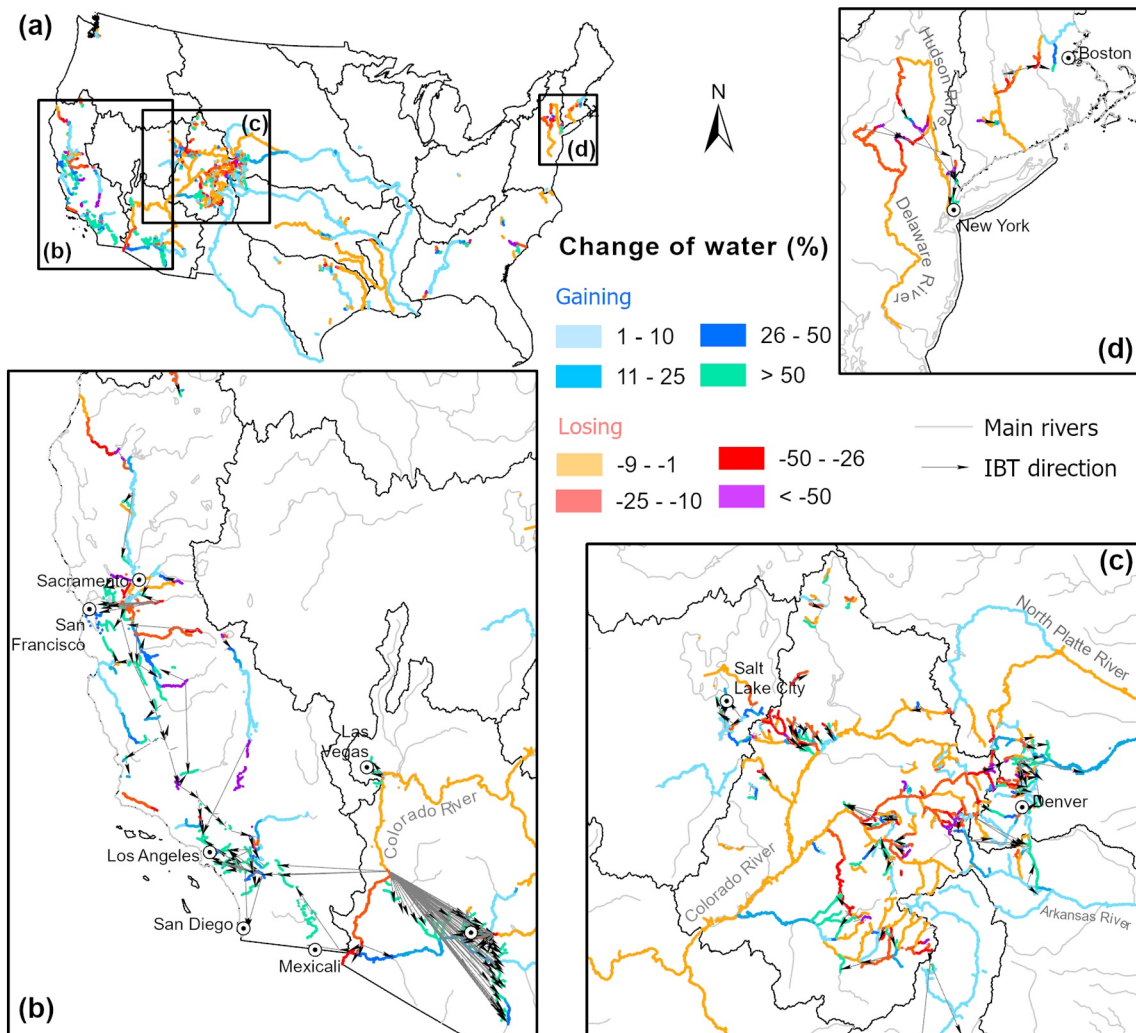 (a)
N
(c)
(b)
(d)
Hudson Rive
Boston
New York
Delaware River
(d)
Change of water (%)
Gaining
1 - 10
26 - 50
11 - 25
> 50
Losing
-9 - -1
-50 - -26
-25 - -10
< -50
Main rivers
IBT direction
Sacramento
San
Francisco
Las
Vegas
Colorado River
Los Angeles
San Diego
Mexicali
(b)
(c)
North Platte River
Salt
Lake City
Denver
Colorado River
Arkansas River